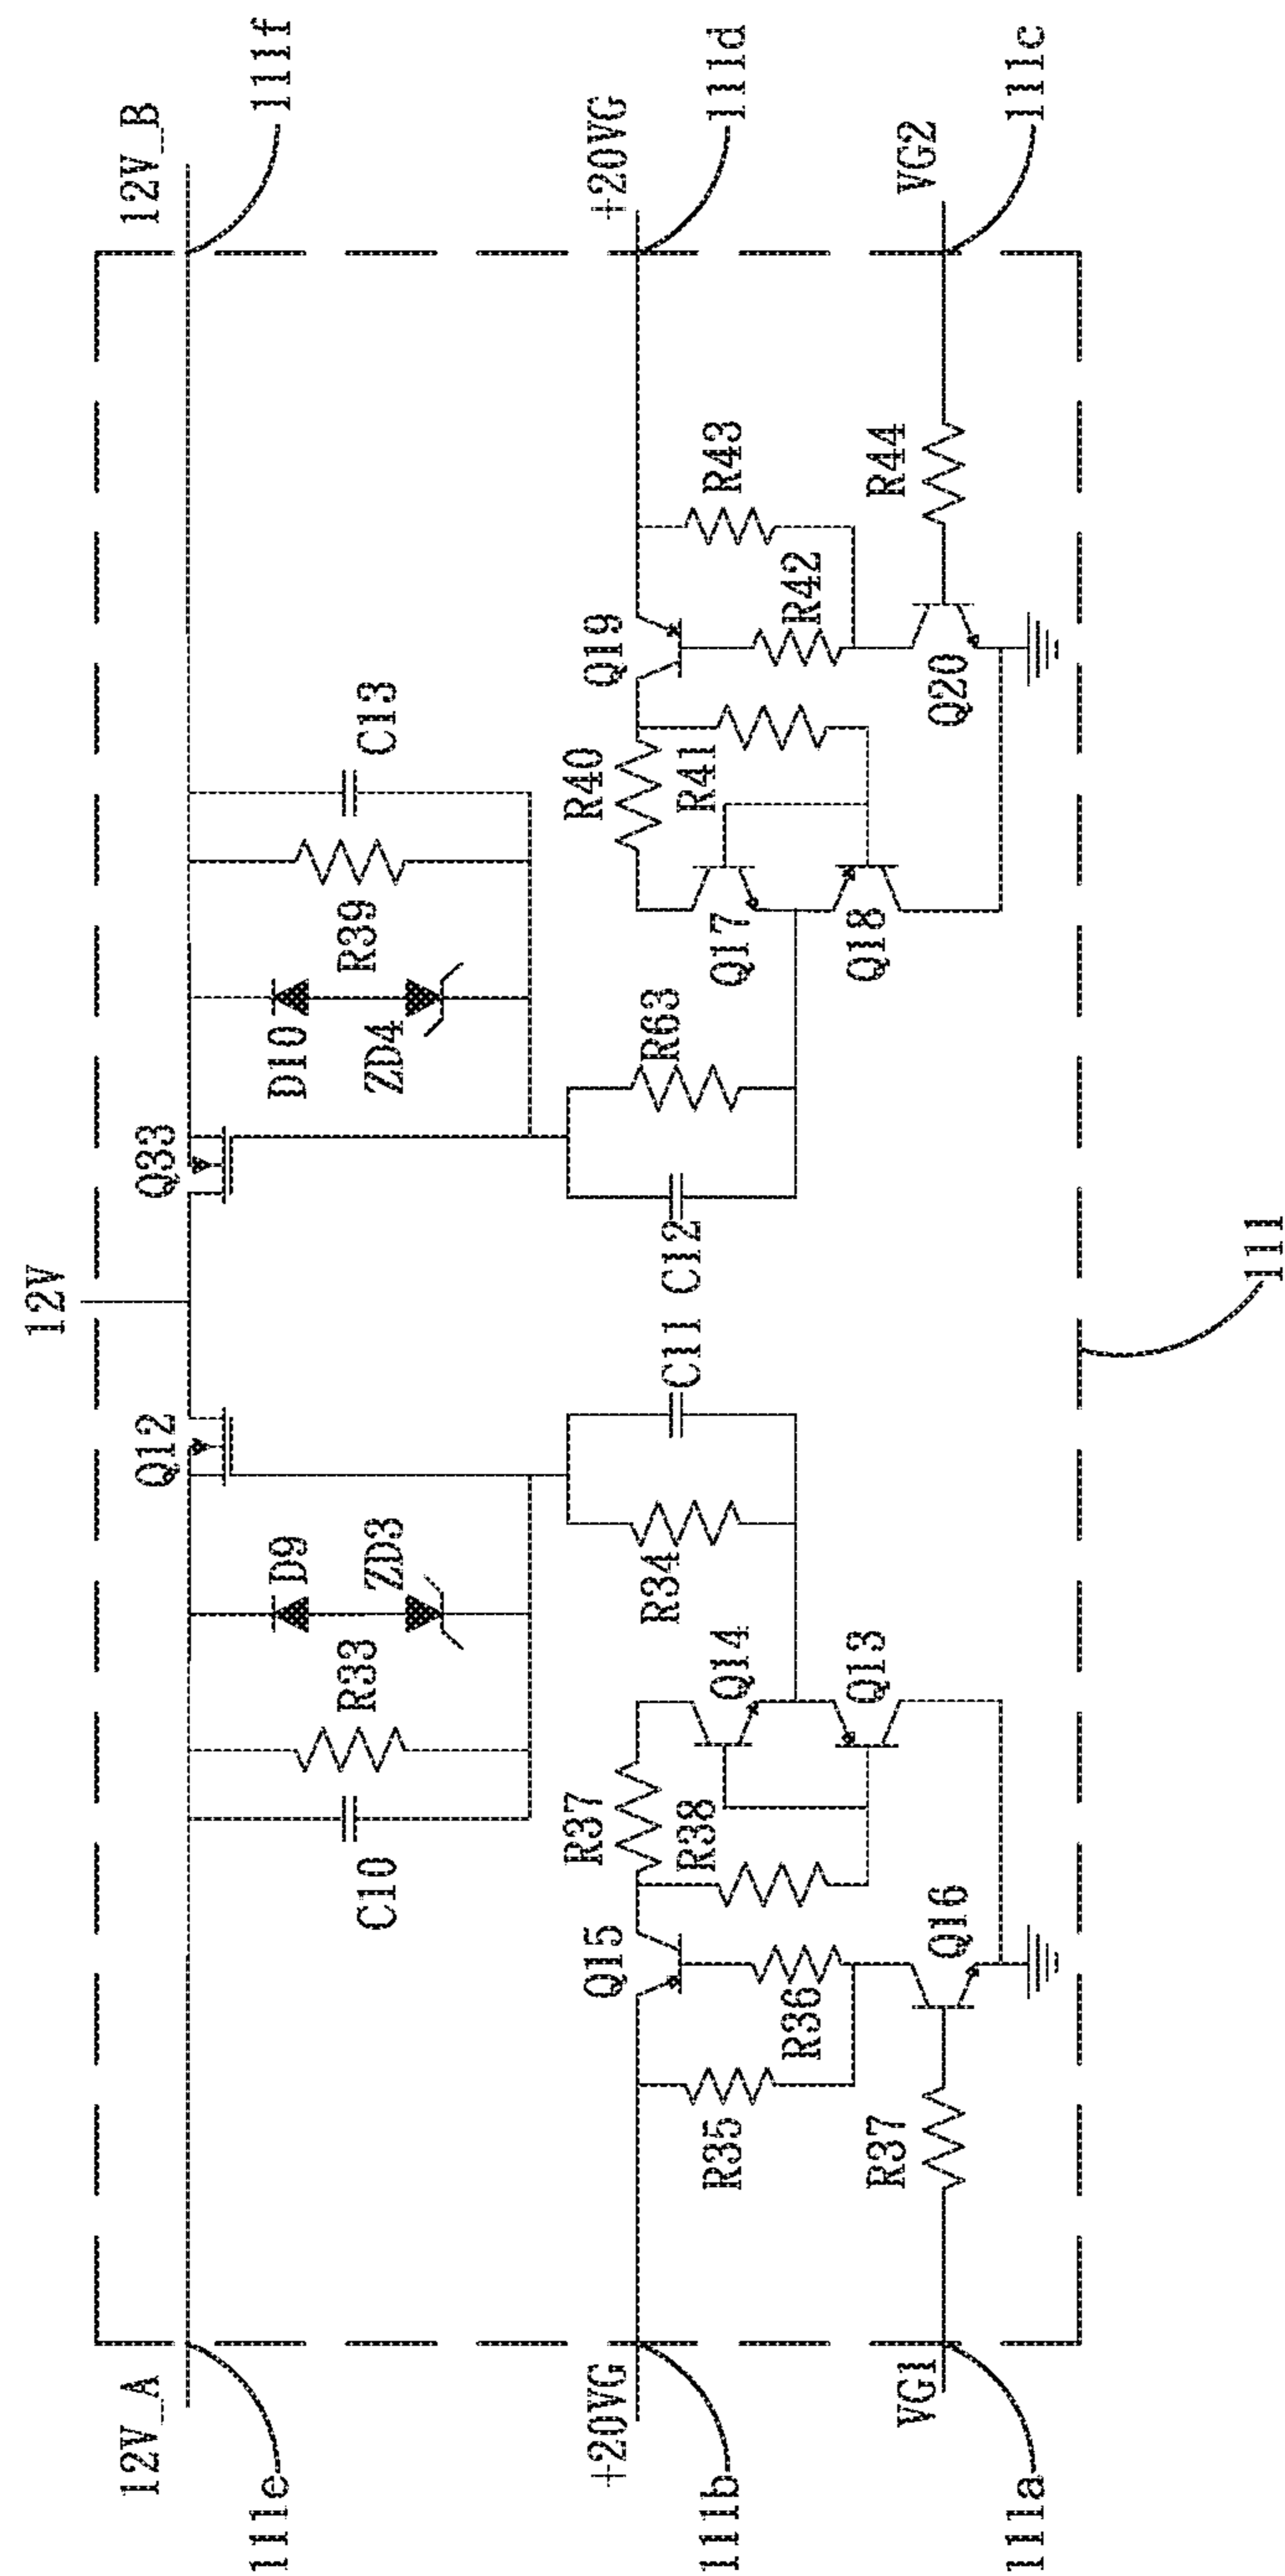 12V
12V_A
Q12
Q33
12V_B
111e
D9
D10
111f
C10
R33
ZD3
ZD4
R39
C13
+20VG
Q15
R37
R40
Q19
+20VG
R38
R34
C11
C12
R63
R41
111b
R35
Q14
Q17
R43
111d
R36
R42
VG1
R37
Q13
Q18
R44
VG2
Q16
Q20
111a
111c
111